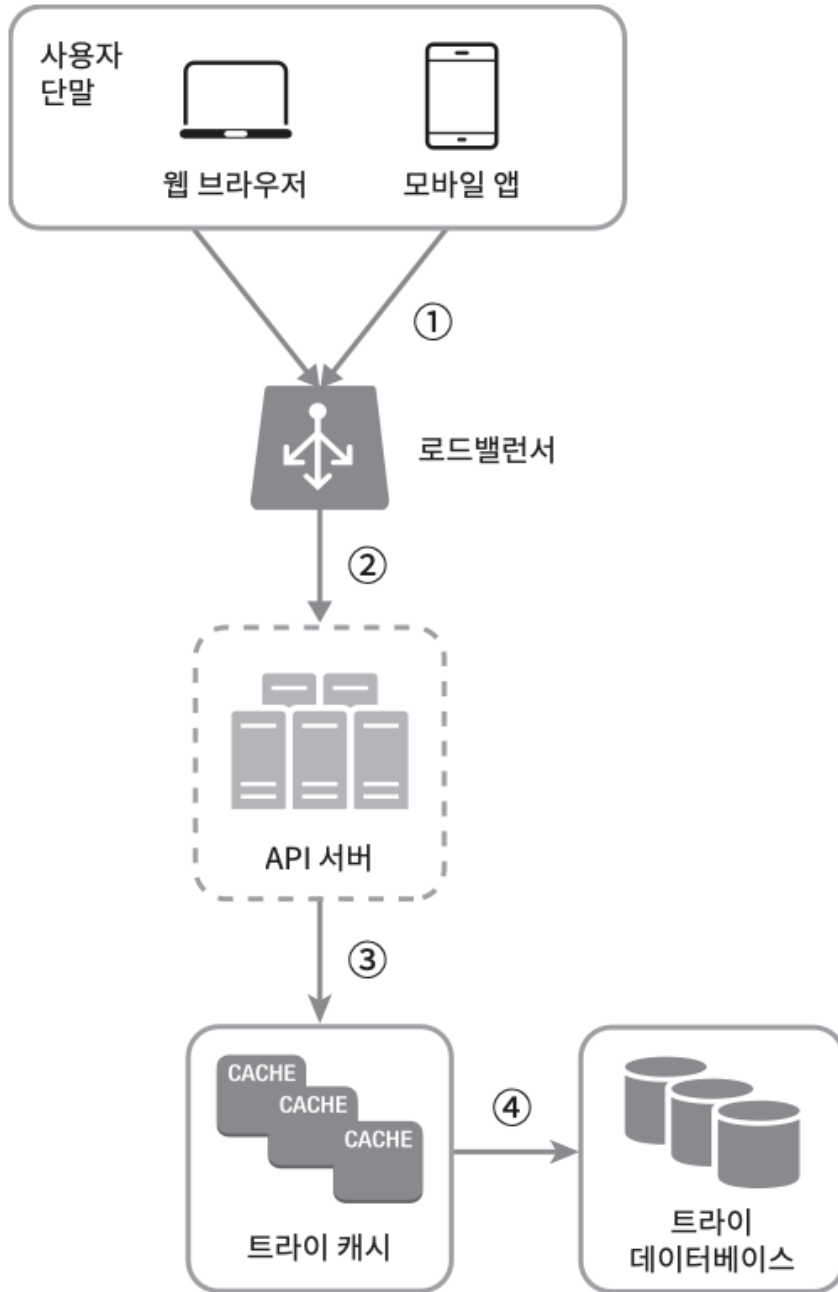 사용자
단말
웹 브라우저
모바일 앱
①
로드밸런서
②
API 서버
③
CACHE
CACHE
CACHE
④
트라이 캐시
트라이
데이터베이스